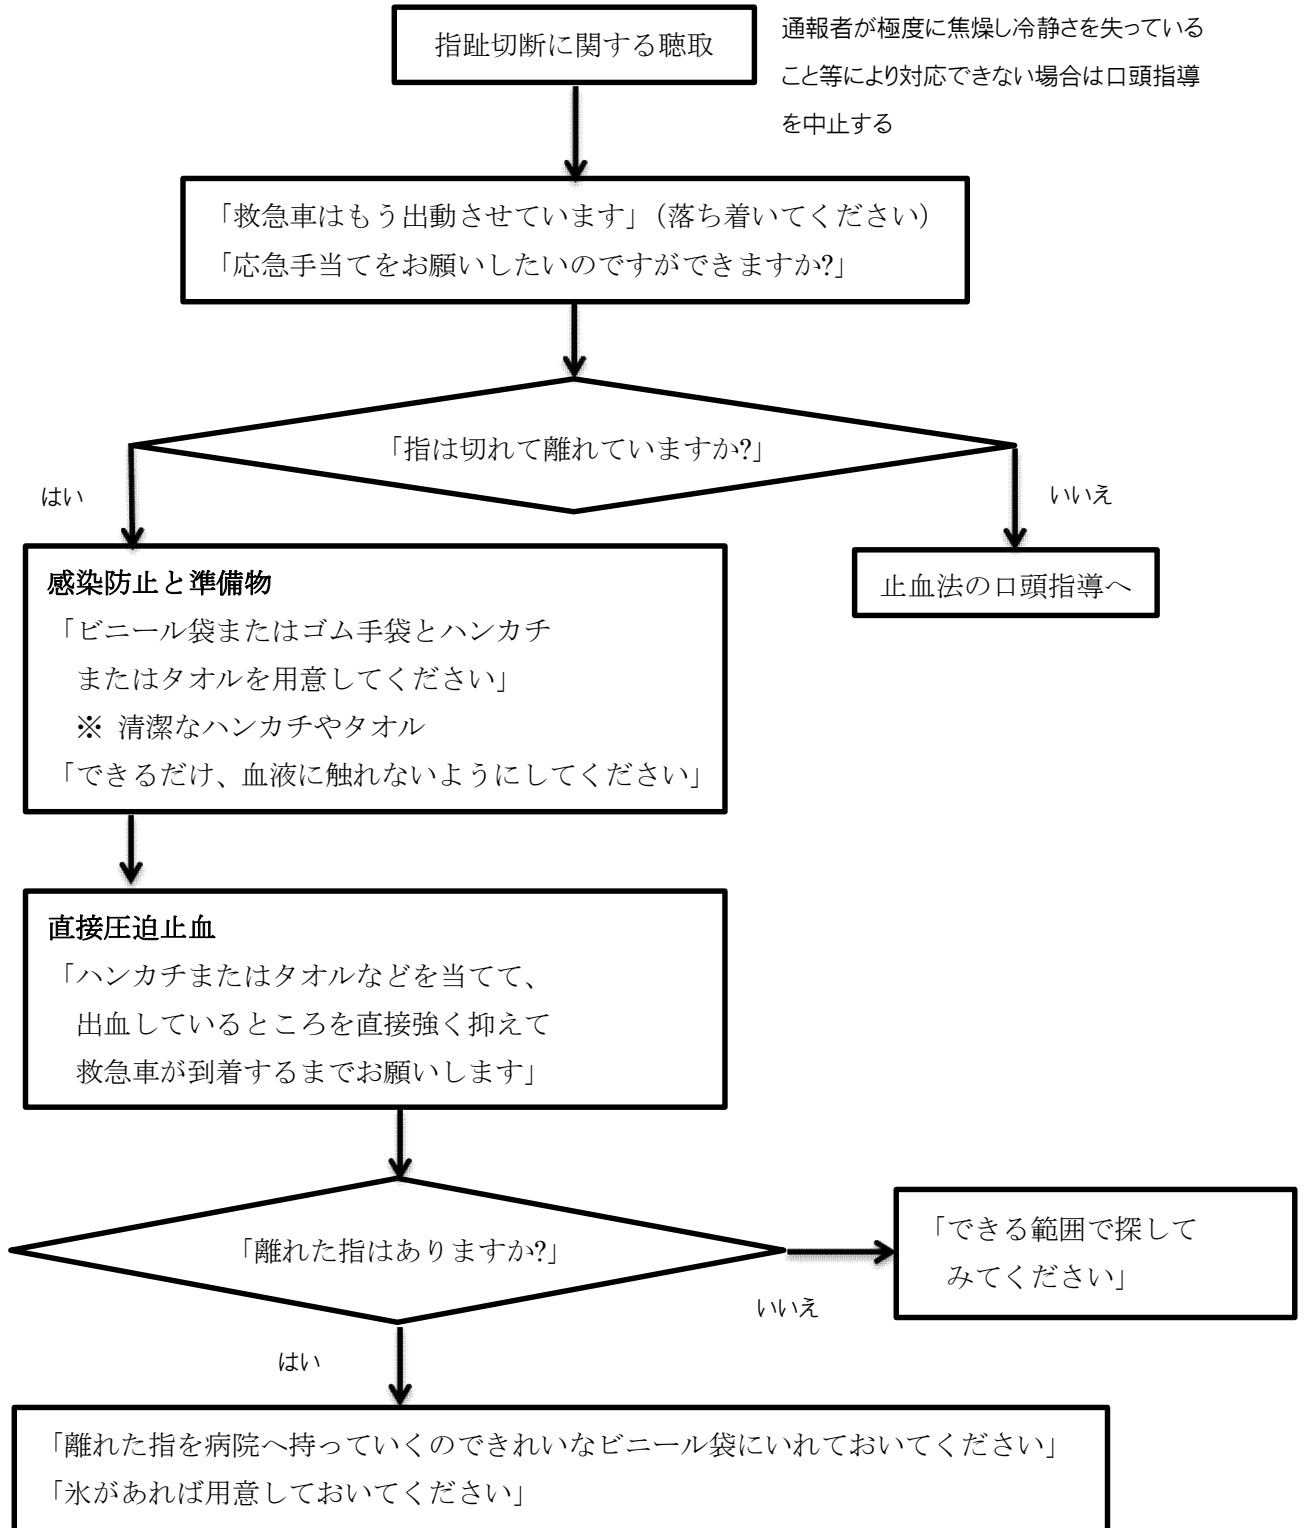 指趾切断に関する聴取
通報者が極度に焦燥し冷静さを失っている
こと等により対応できない場合は口頭指導
を中止する
「救急車はもう出動させています」（落ち着いてください）
「応急手当てをお願いしたいのですができますか?」
「指は切れて離れていますか?」
はい
いいえ
感染防止と準備物
「ビニール袋またはゴム手袋とハンカチ
またはタオルを用意してください」
※ 清潔なハンカチやタオル
「できるだけ、血液に触れないようにしてください」
止血法の口頭指導へ
直接圧迫止血
「ハンカチまたはタオルなどを当てて、
出血しているところを直接強く抑えて
救急車が到着するまでお願いします」
「離れた指はありますか?」
「できる範囲で探して
みてください」
いいえ
はい
「離れた指を病院へ持っていくのできれいなビニール袋にいれておいてください」
「氷があれば用意しておいてください」